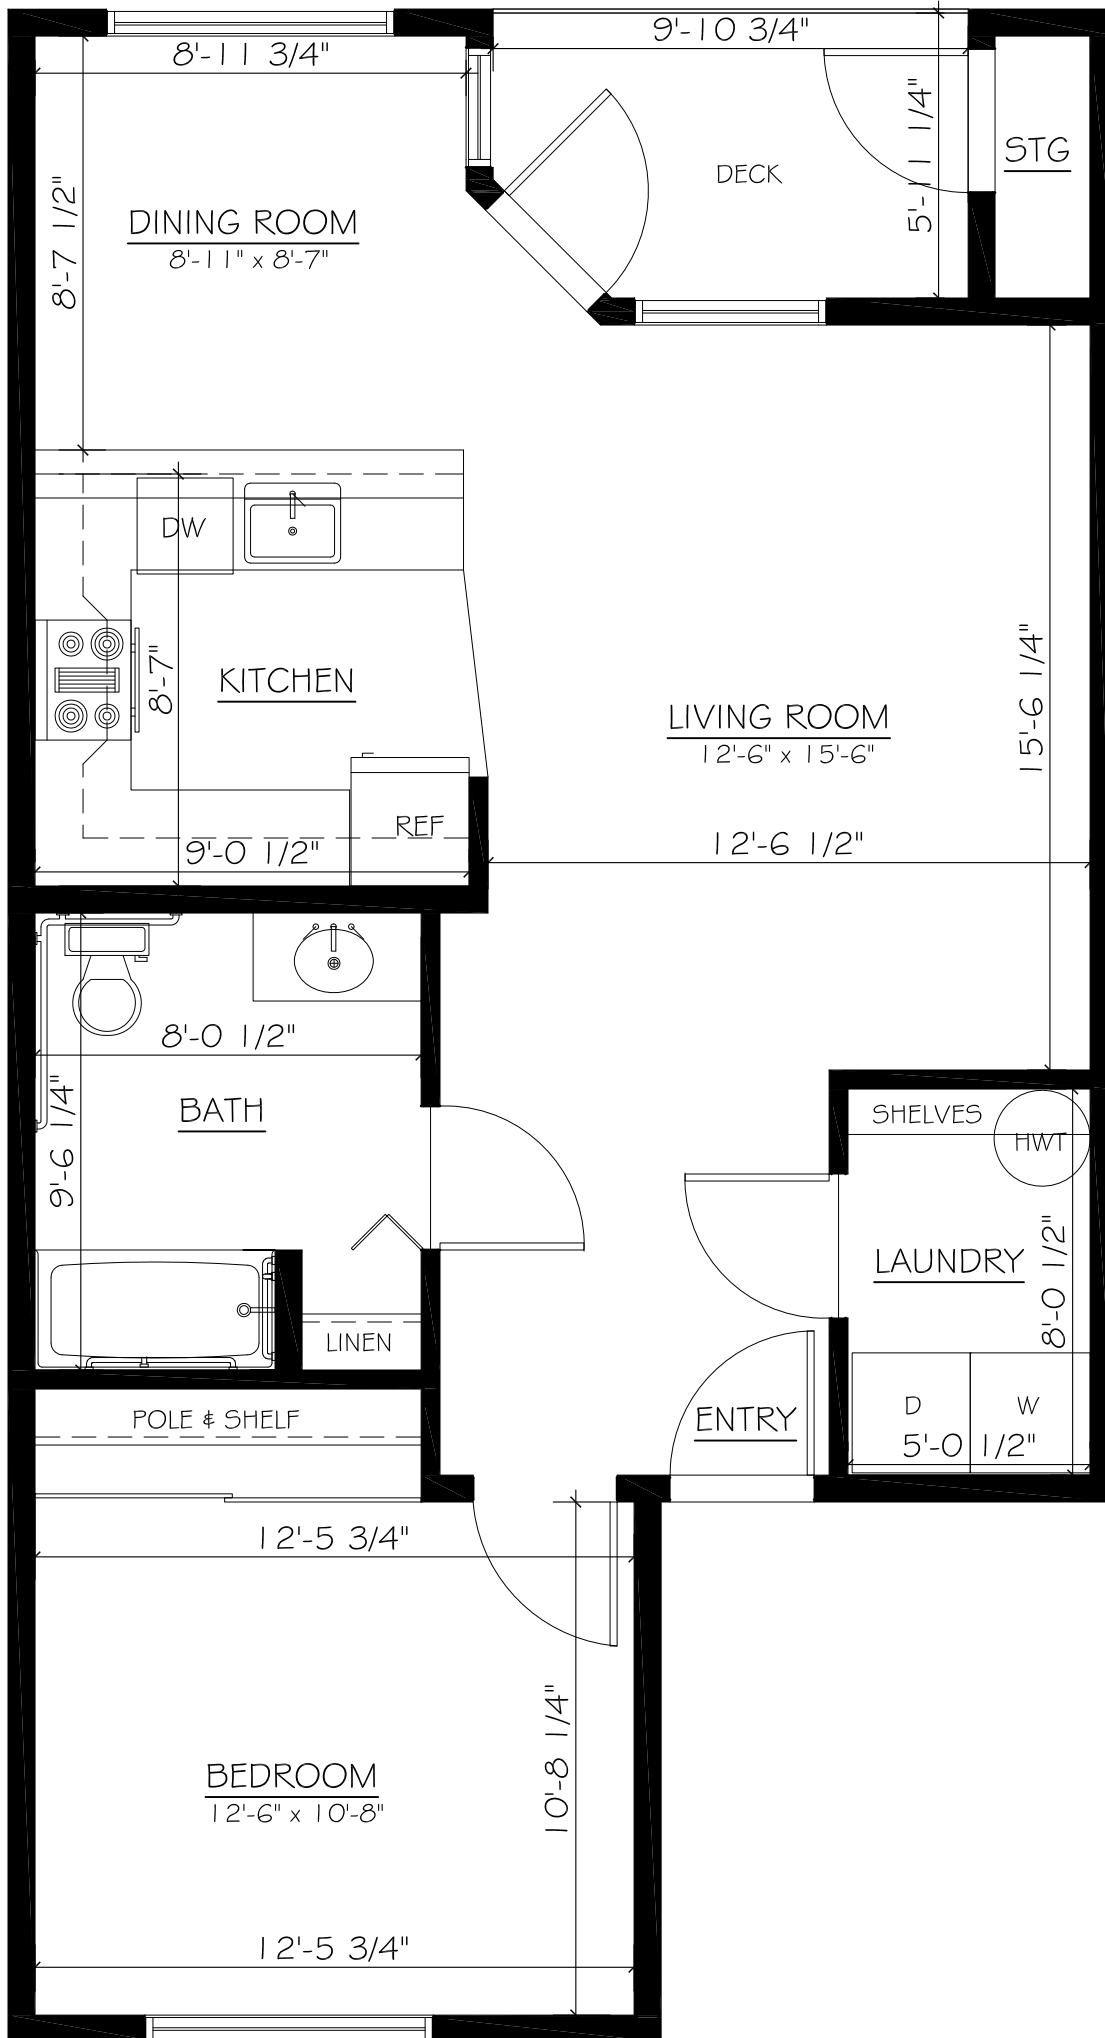 9'-10 3/4"
8'-11 3/4"
5'-11 1/4"
STG
DECK
8'-7 1/2"
DINING ROOM
8'-11" x 8'-7"
DW
8'-7"
KITCHEN
15'-6 1/4"
LIVING ROOM
12'-6" x 15'-6"
REF
9'-0 1/2"
12'-6 1/2"
8'-0 1/2"
BATH
9'-6 1/4"
SHELVES
HWT
LAUNDRY
8'-0 1/2"
LINEN
POLE & SHELF
ENTRY
D
W
5'-0 1/2"
12'-5 3/4"
10'-8 1/4"
BEDROOM
12'-6" x 10'-8"
12'-5 3/4"